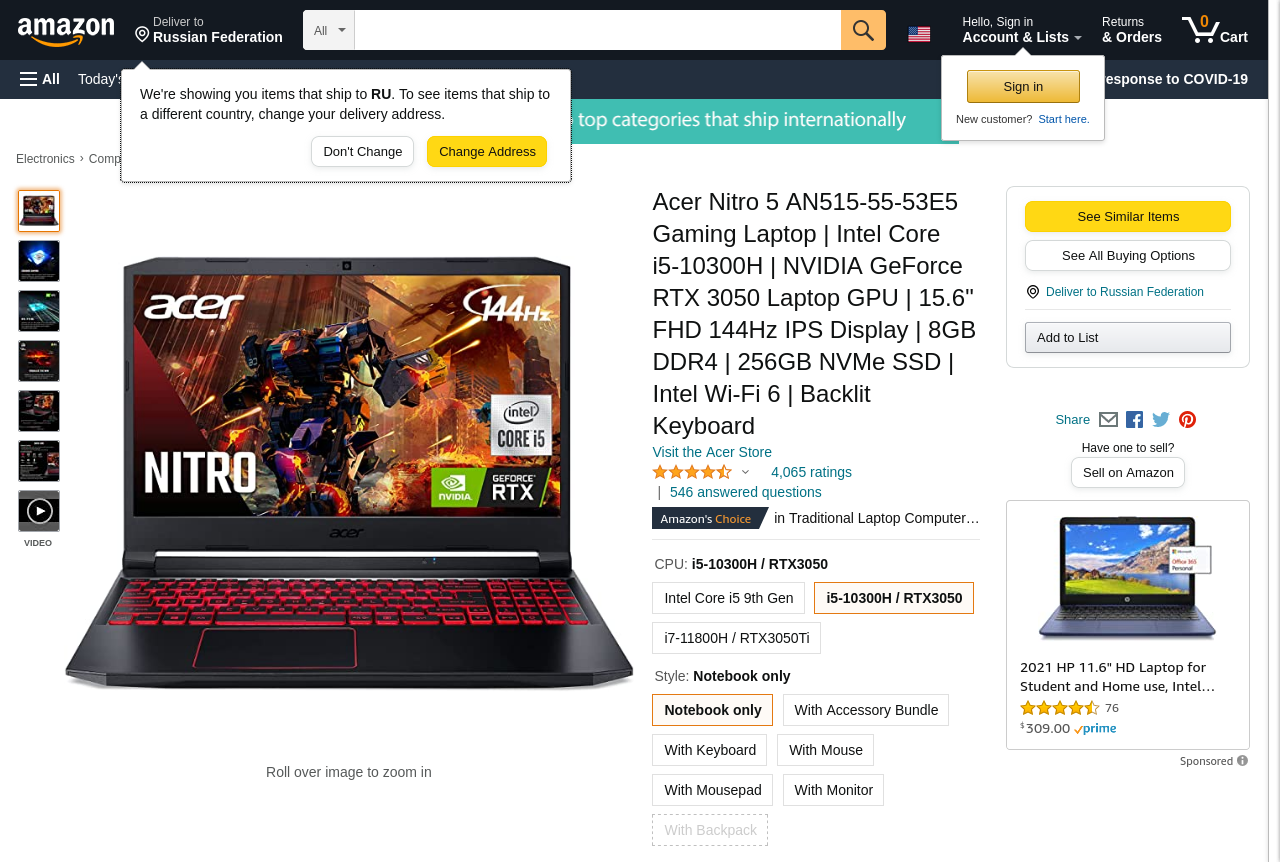 amazon
Deliver to
Russian Federation
All
Hello, Sign in
Account & Lists
Returns
& Orders
0
Cart
All
Today's
response to COVID-19
We're showing you items that ship to RU. To see items that ship to
a different country, change your delivery address.
Don't Change
Change Address
Sign in
New customer? Start here.
top categories that ship internationally
Electronics › Comp
VIDEO
acer
144Hz
intel
CORE i5
NITRO
NVIDIA
GEFORCE
RTX
acer
Roll over image to zoom in
Acer Nitro 5 AN515-55-53E5
Gaming Laptop | Intel Core
i5-10300H | NVIDIA GeForce
RTX 3050 Laptop GPU | 15.6"
FHD 144Hz IPS Display | 8GB
DDR4 | 256GB NVMe SSD |
Intel Wi-Fi 6 | Backlit
Keyboard
Visit the Acer Store
4,065 ratings
| 546 answered questions
Amazon's Choice in Traditional Laptop Computer…
CPU: i5-10300H / RTX3050
Intel Core i5 9th Gen
i5-10300H / RTX3050
i7-11800H / RTX3050Ti
Style: Notebook only
Notebook only
With Accessory Bundle
With Keyboard
With Mouse
With Mousepad
With Monitor
With Backpack
See Similar Items
See All Buying Options
Deliver to Russian Federation
Add to List
Share
Have one to sell?
Sell on Amazon
Microsoft
Office 365
Personal
2021 HP 11.6" HD Laptop for
Student and Home use, Intel…
76
$309.00 prime
Sponsored